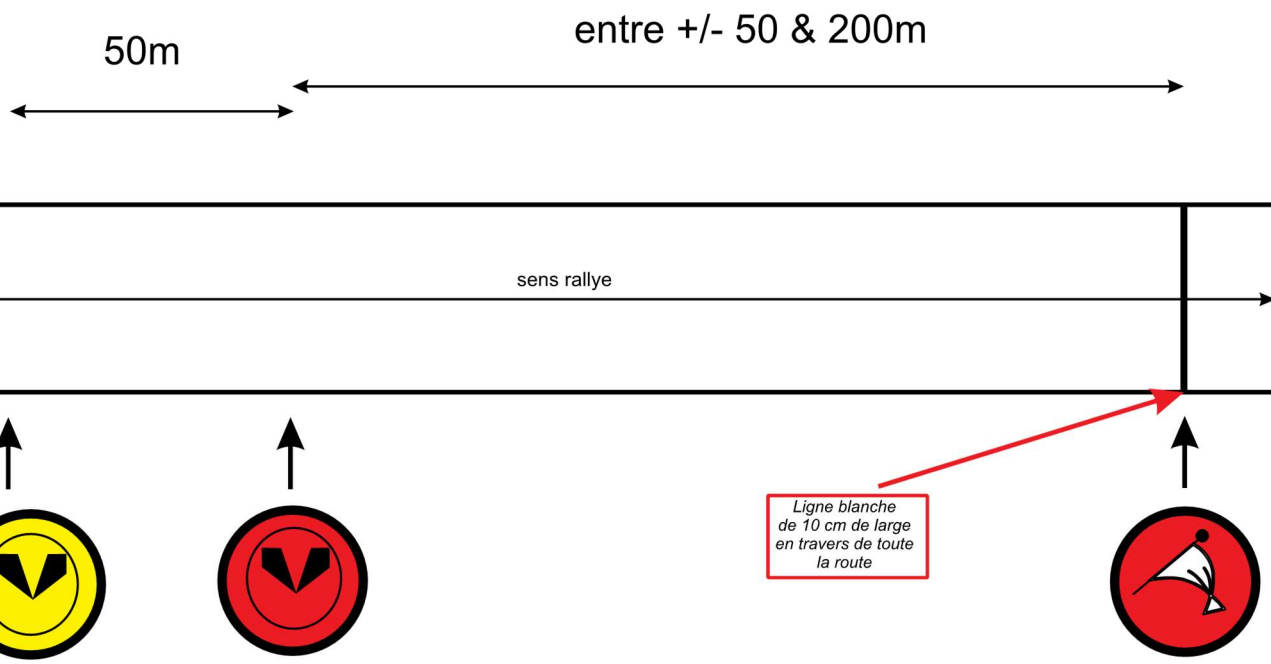 entre +/- 50 & 200m
50m
sens rallye
Ligne blanche
de 10 cm de large
en travers de toute
la route